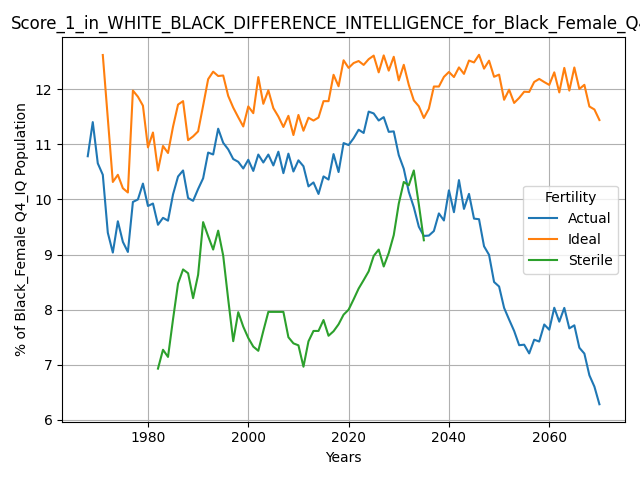 Score_1_in_WHITE_BLACK_DIFFERENCE_INTELLIGENCE_for_Black_Female_Q4
% of Black_Female Q4_IQ Population
12
11
10
9
8
7
6
Fertility
Actual
Ideal
Sterile
1980 2000 2020 2040 2060
Years